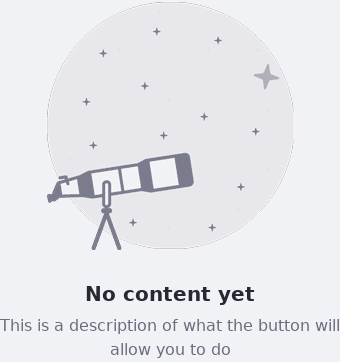 No content yet
This is a description of what the button will
allow you to do